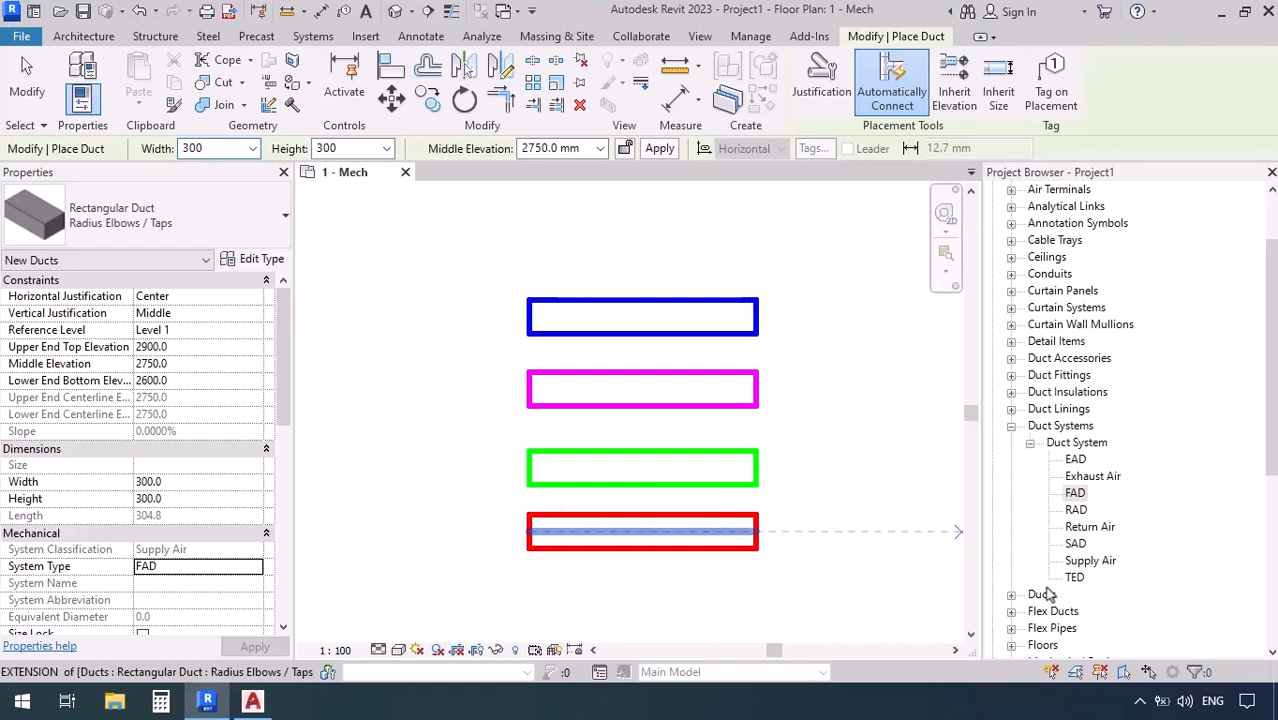 Autodesk Revit 2023 - Project1 - Floor Plan: 1 - Mech
Sign In
File Architecture Structure Steel Precast Systems Insert Annotate Analyze Massing & Site Collaborate View Manage Add-Ins Modify | Place Duct
Modify
Paste
Cope
Cut
Join
Activate
Justification
Automatically
Connect
Inherit
Elevation
Inherit
Size
Tag on
Placement
Select Properties Clipboard Geometry Controls Modify View Measure Create Placement Tools Tag
Modify | Place Duct Width: 300 Height: 300 Middle Elevation: 2750.0 mm Apply Horizontal Tags... Leader 12.7 mm
Properties
1 - Mech
Project Browser - Project1
Rectangular Duct
Radius Elbows / Taps
New Ducts Edit Type
Constraints
Horizontal Justification Center
Vertical Justification Middle
Reference Level Level 1
Upper End Top Elevation 2900.0
Middle Elevation 2750.0
Lower End Bottom Elev... 2600.0
Upper End Centerline E... 2750.0
Lower End Centerline E... 2750.0
Slope 0.0000%
Dimensions
Size
Width 300.0
Height 300.0
Length 304.8
Mechanical
System Classification Supply Air
System Type FAD
System Name
System Abbreviation
Equivalent Diameter 0.0
Size Lock
Properties help Apply
2D
1 : 100
Air Terminals
Analytical Links
Annotation Symbols
Cable Trays
Ceilings
Conduits
Curtain Panels
Curtain Systems
Curtain Wall Mullions
Detail Items
Duct Accessories
Duct Fittings
Duct Insulations
Duct Linings
Duct Systems
Duct System
EAD
Exhaust Air
FAD
RAD
Return Air
SAD
Supply Air
TED
Flex Ducts
Flex Pipes
Floors
EXTENSION of [Ducts : Rectangular Duct : Radius Elbows / Taps :0 Main Model :0
ENG